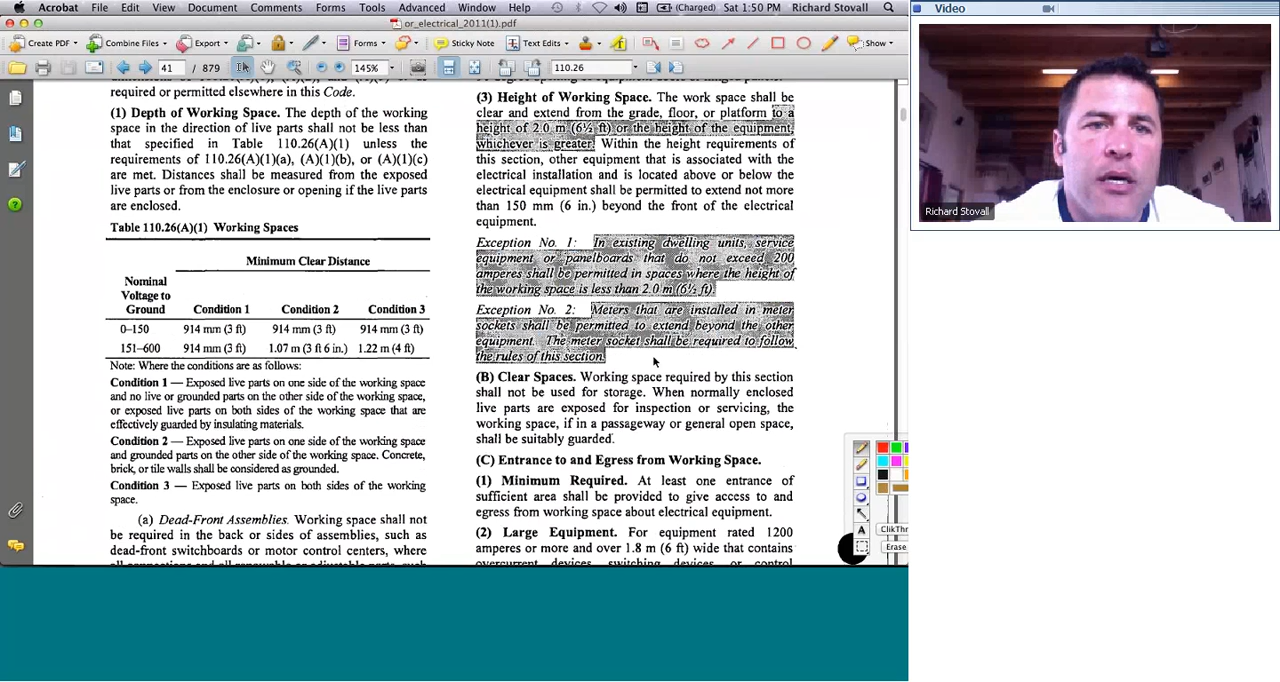 Acrobat File Edit View Document Comments Forms Tools Advanced Window Help (Charged) Sat 1:50 PM Richard Stovall
or_electrical_2011(1).pdf
Create PDF Combine Files Export Forms Sticky Note Text Edits Show
41 / 879 145% 110.26
required or permitted elsewhere in this Code.
(1) Depth of Working Space. The depth of the working
space in the direction of live parts shall not be less than
that specified in Table 110.26(A)(1) unless the
requirements of 110.26(A)(1)(a), (A)(1)(b), or (A)(1)(c)
are met. Distances shall be measured from the exposed
live parts or from the enclosure or opening if the live parts
are enclosed.
Table 110.26(A)(1) Working Spaces
Minimum Clear Distance
Nominal
Voltage to
Ground Condition 1 Condition 2 Condition 3
0–150 914 mm (3 ft) 914 mm (3 ft) 914 mm (3 ft)
151–600 914 mm (3 ft) 1.07 m (3 ft 6 in.) 1.22 m (4 ft)
Note: Where the conditions are as follows:
Condition 1 — Exposed live parts on one side of the working space
and no live or grounded parts on the other side of the working space,
or exposed live parts on both sides of the working space that are
effectively guarded by insulating materials.
Condition 2 — Exposed live parts on one side of the working space
and grounded parts on the other side of the working space. Concrete,
brick, or tile walls shall be considered as grounded.
Condition 3 — Exposed live parts on both sides of the working
space.
(a) Dead-Front Assemblies. Working space shall not
be required in the back or sides of assemblies, such as
dead-front switchboards or motor control centers, where
(3) Height of Working Space. The work space shall be
clear and extend from the grade, floor, or platform to a
height of 2.0 m (6½ ft) or the height of the equipment,
whichever is greater. Within the height requirements of
this section, other equipment that is associated with the
electrical installation and is located above or below the
electrical equipment shall be permitted to extend not more
than 150 mm (6 in.) beyond the front of the electrical
equipment.
Exception No. 1: In existing dwelling units, service
equipment or panelboards that do not exceed 200
amperes shall be permitted in spaces where the height of
the working space is less than 2.0 m (6½ ft).
Exception No. 2: Meters that are installed in meter
sockets shall be permitted to extend beyond the other
equipment. The meter socket shall be required to follow
the rules of this section.
(B) Clear Spaces. Working space required by this section
shall not be used for storage. When normally enclosed
live parts are exposed for inspection or servicing, the
working space, if in a passageway or general open space,
shall be suitably guarded.
(C) Entrance to and Egress from Working Space.
(1) Minimum Required. At least one entrance of
sufficient area shall be provided to give access to and
egress from working space about electrical equipment.
(2) Large Equipment. For equipment rated 1200
amperes or more and over 1.8 m (6 ft) wide that contains
overcurrent devices, switching devices, or control
A
ClikThr
Erase
Video
Richard Stovall